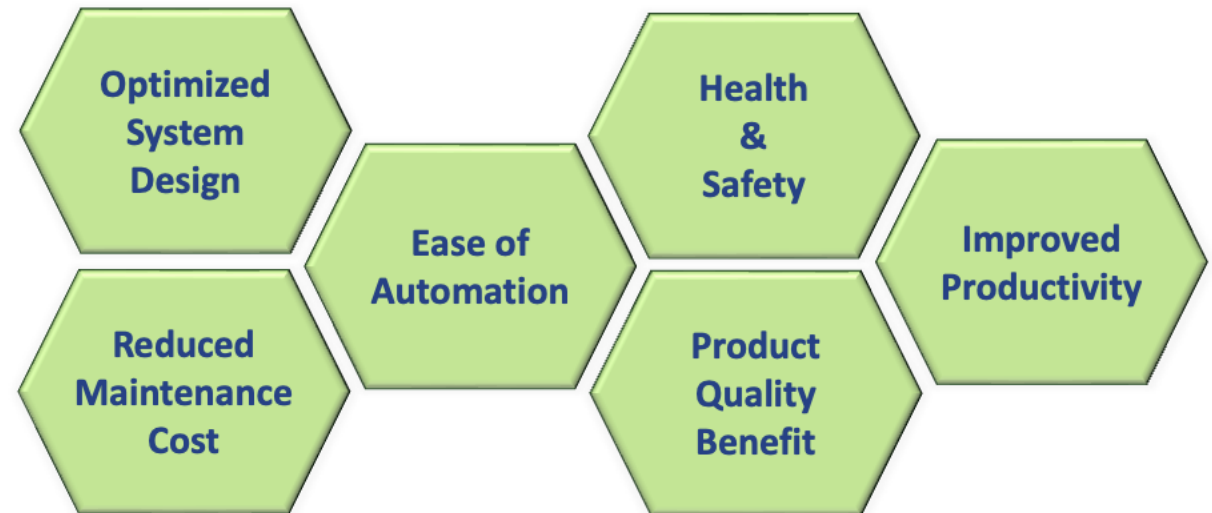 Optimized
System
Design
Reduced
Maintenance
Cost
Ease of
Automation
Health
&
Safety
Product
Quality
Benefit
Improved
Productivity